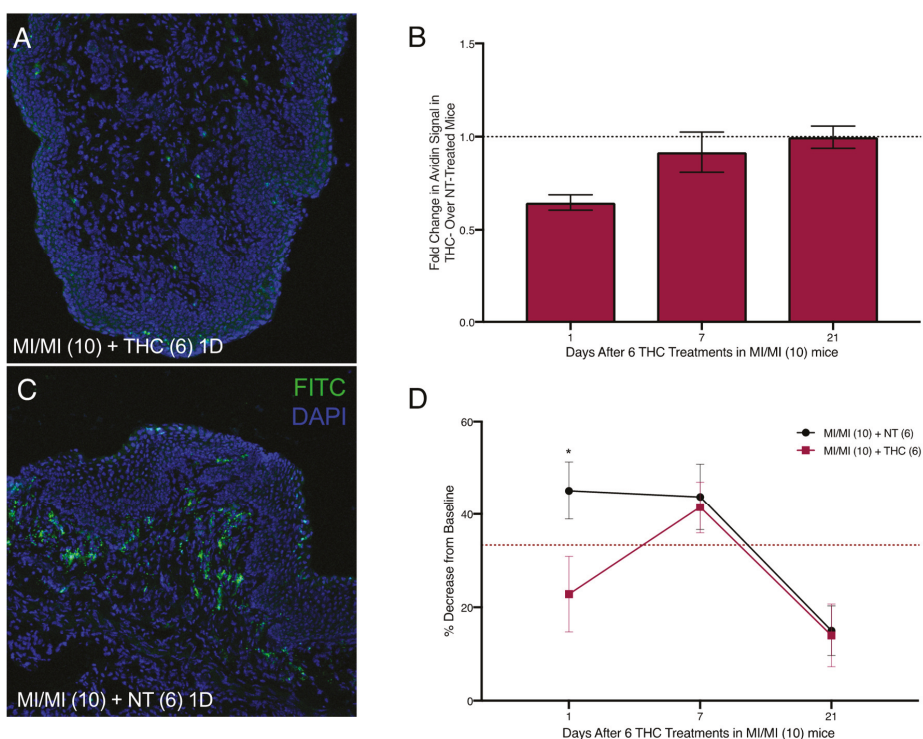 A
MI/MI (10) + THC (6) 1D
C
FITC
DAPI
MI/MI (10) + NT (6) 1D
B
Fold Change in Avidin Signal in
THC- Over NT-Treated Mice
1.5
1.0
0.5
0.0
1
7
21
Days After 6 THC Treatments in MI/MI (10) mice
D
% Decrease from Baseline
60
40
20
0
*
MI/MI (10) + NT (6)
MI/MI (10) + THC (6)
1
7
21
Days After 6 THC Treatments in MI/MI (10) mice